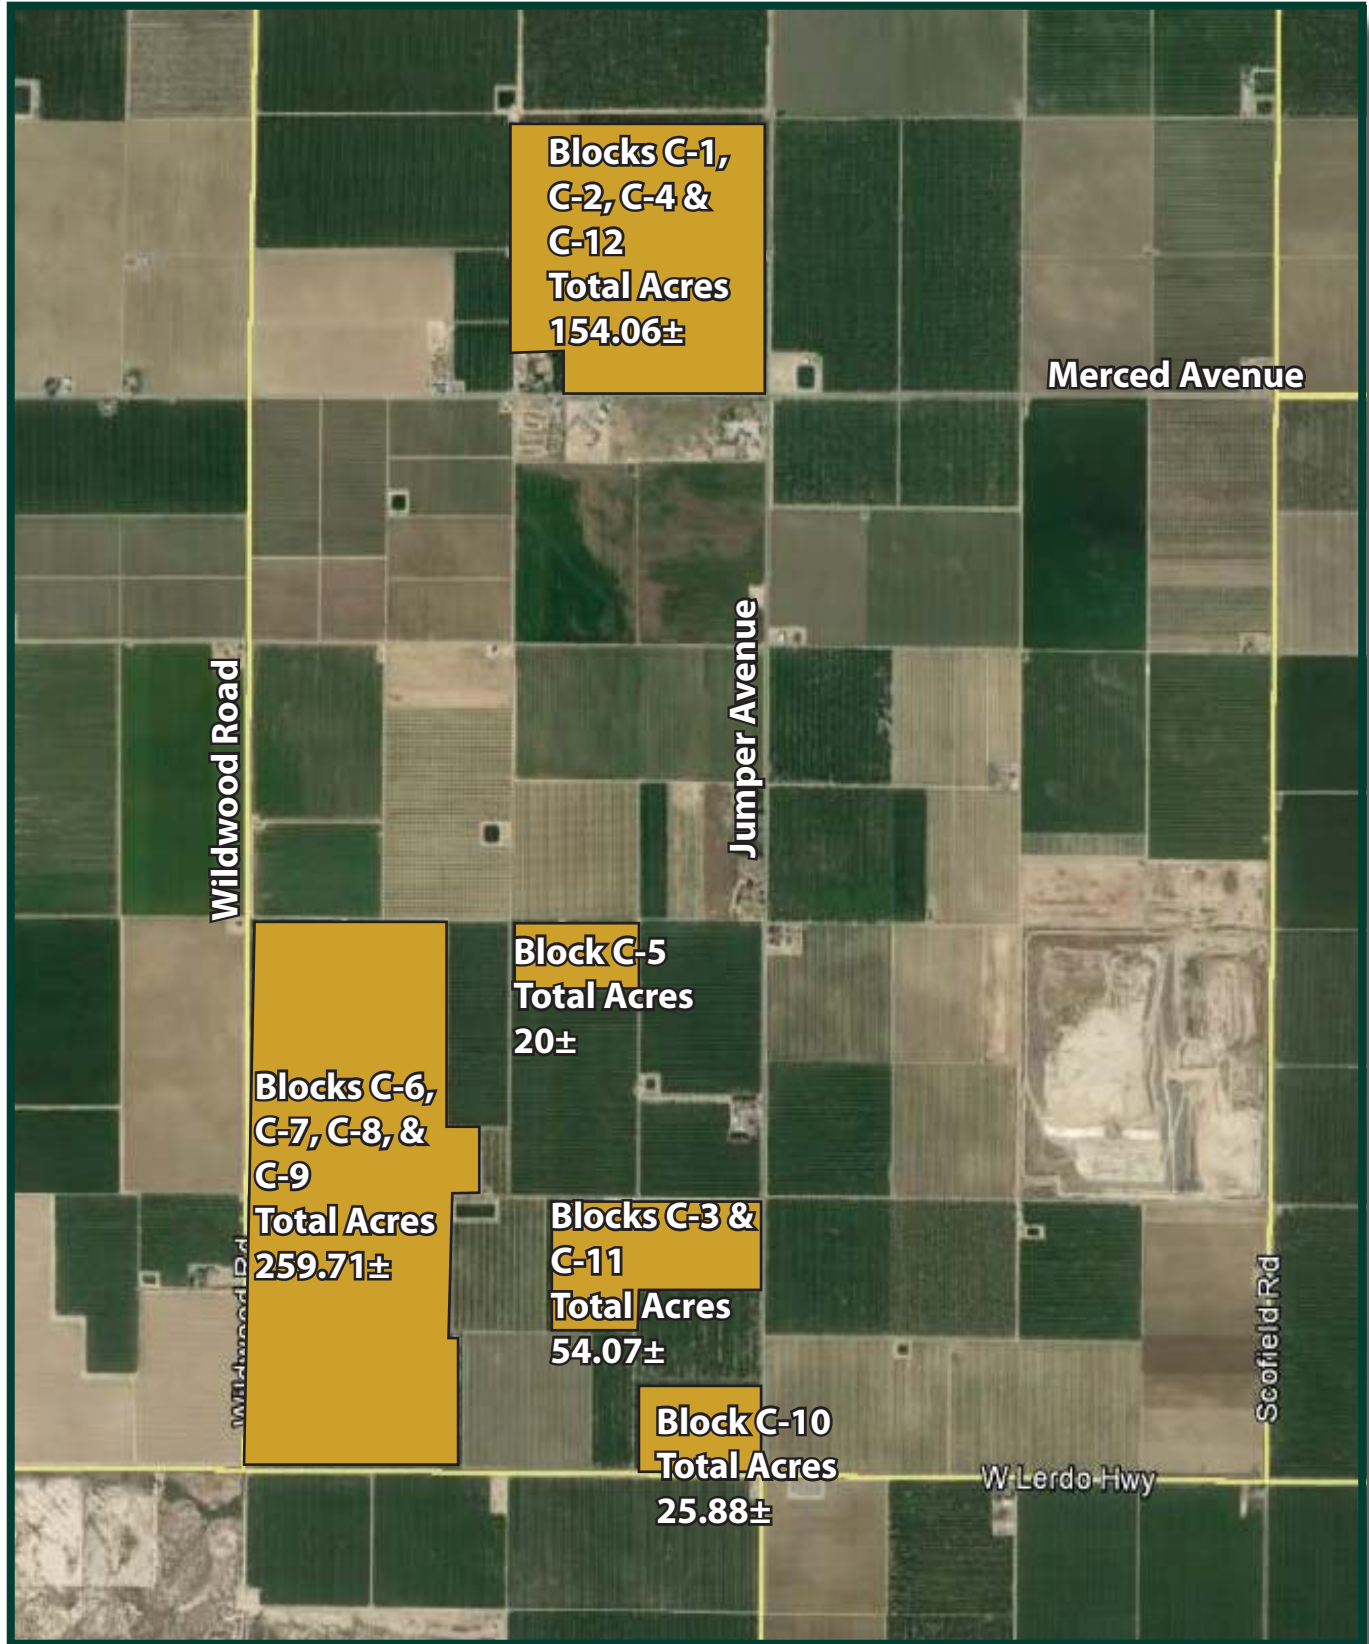 Blocks C-1,
C-2, C-4 &
C-12
Total Acres
154.06±
Merced Avenue
Wildwood Road
Jumper Avenue
Block C-5
Total Acres
20±
Blocks C-6,
C-7, C-8, &
C-9
Total Acres
259.71±
Wildwood Rd
Blocks C-3 &
C-11
Total Acres
54.07±
Scofield Rd
Block C-10
Total Acres
25.88±
W Lerdo Hwy